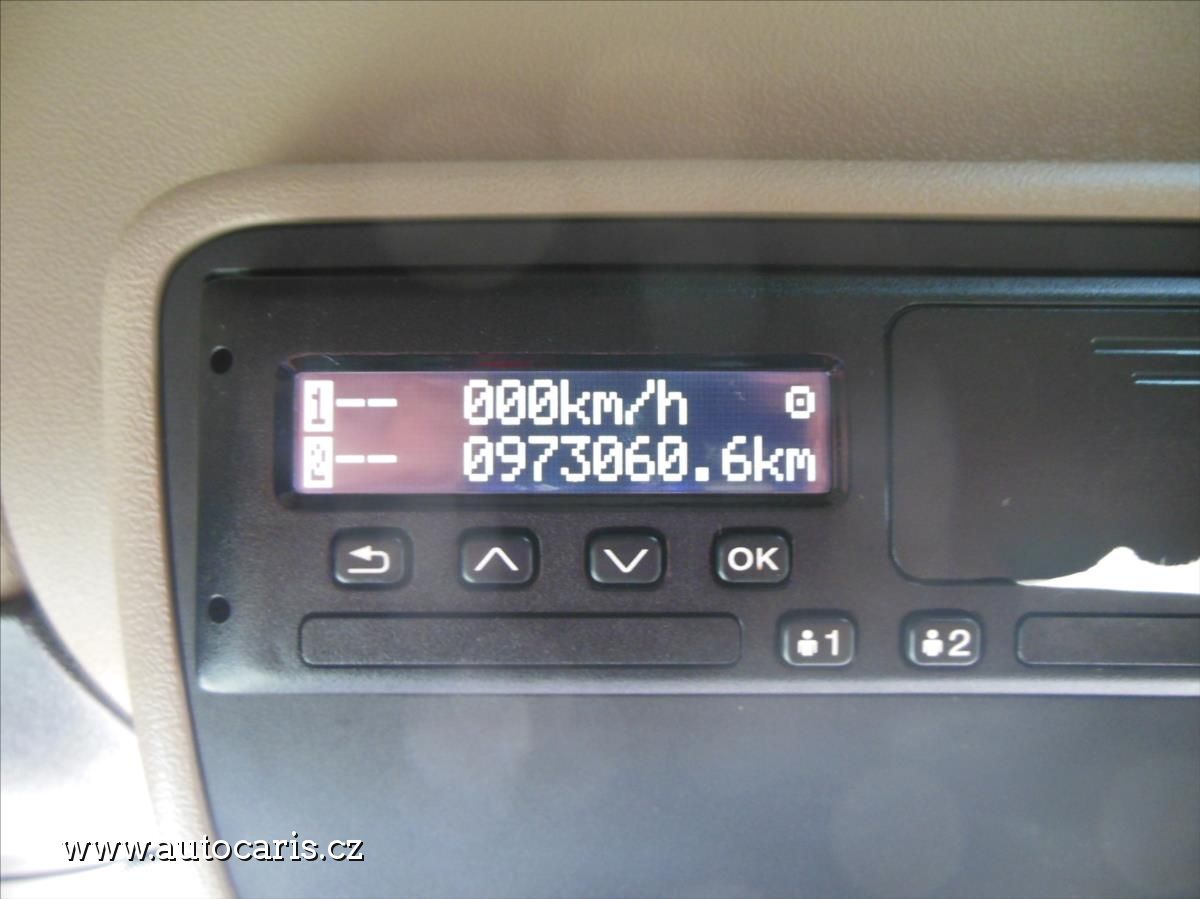 1-- 000km/h
2-- 0973060.6km
OK
1 2
www.autocaris.cz